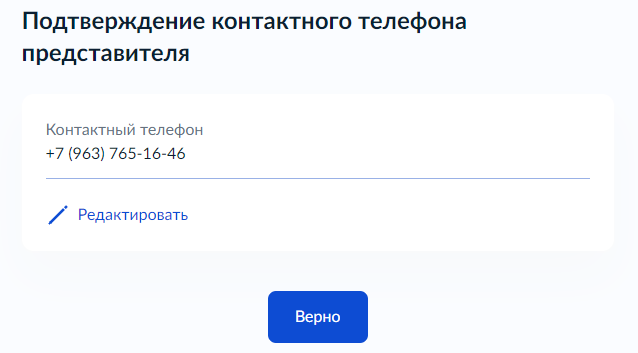 Подтверждение контактного телефона
представителя
Контактный телефон
+7 (963) 765-16-46
Редактировать
Верно